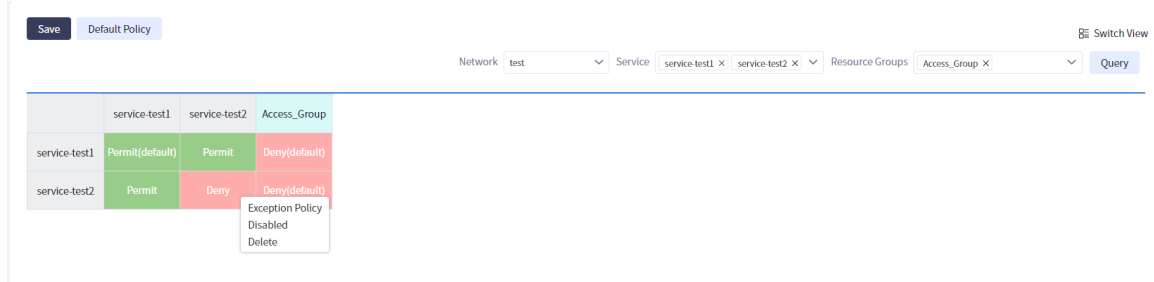 Save Default Policy
Switch View
Network test Service service-test1 × service-test2 × Resource Groups Access_Group × Query
service-test1 service-test2 Access_Group
service-test1 Permit(default) Permit Deny(default)
service-test2 Permit Deny Deny(default)
Exception Policy
Disabled
Delete